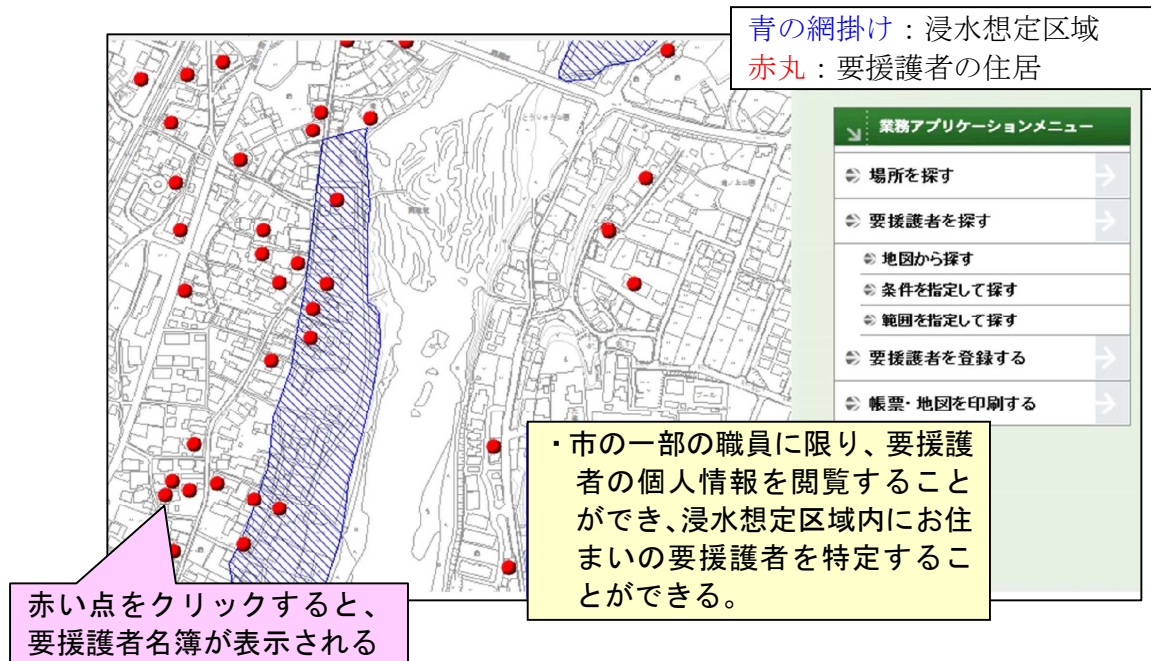 青の網掛け：浸水想定区域
赤丸：要援護者の住居
業務アプリケーションメニュー
場所を探す
要援護者を探す
地図から探す
条件を指定して探す
範囲を指定して探す
要援護者を登録する
帳票・地図を印刷する
・市の一部の職員に限り、要援護
者の個人情報を閲覧すること
ができ、浸水想定区域内にお住
まいの要援護者を特定するこ
とができる。
赤い点をクリックすると、
要援護者名簿が表示される